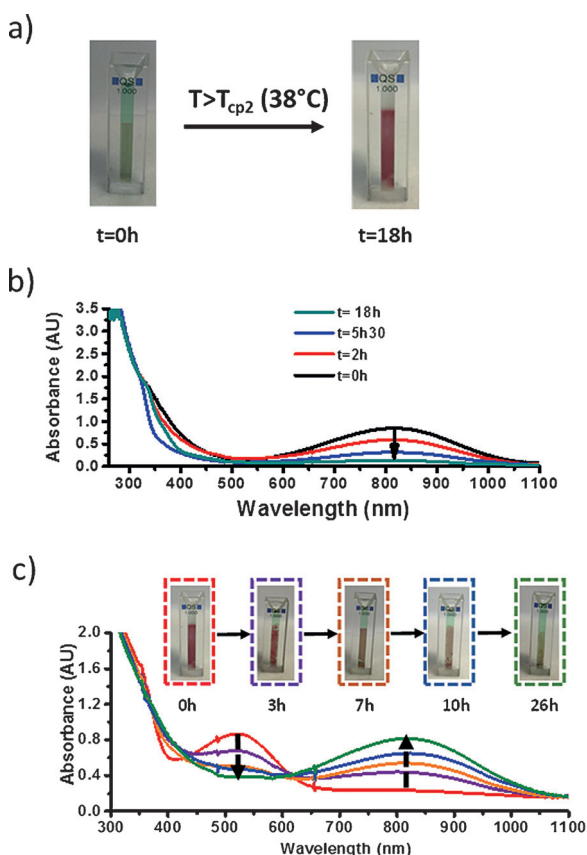 a)
QS
1.000
T>Tcp2 (38°C)
QS
1.000
t=0h
t=18h
b)
3.5
3.0
2.5
2.0
1.5
1.0
0.5
0.0
Absorbance (AU)
t= 18h
t=5h30
t=2h
t=0h
300 400 500 600 700 800 900 1000 1100
Wavelength (nm)
c)
0h
3h
7h
10h
26h
2.0
1.6
1.2
0.8
0.4
0.0
Absorbance (AU)
400 500 600 700 800 900 1000 1100
Wavelength (nm)